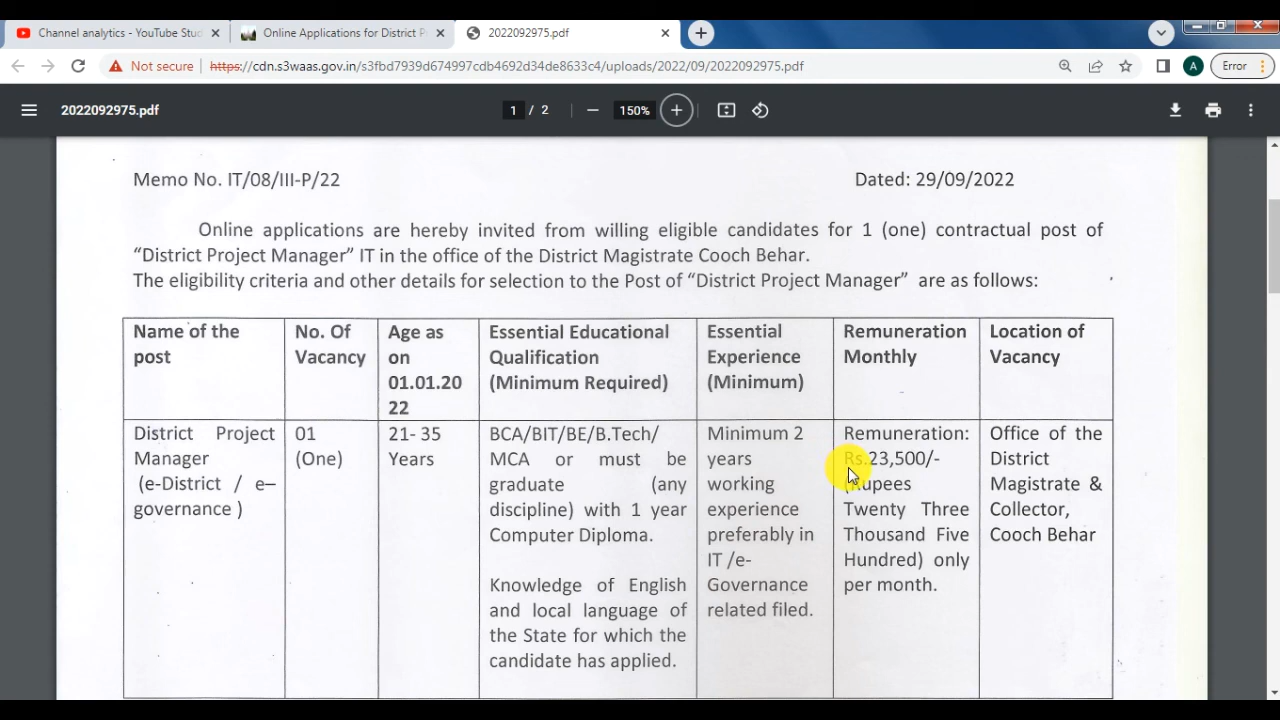 Channel analytics - YouTube Stud
Online Applications for District P
2022092975.pdf
Not secure
https://cdn.s3waas.gov.in/s3fbd7939d674997cdb4692d34de8633c4/uploads/2022/09/2022092975.pdf
A
Error
2022092975.pdf
1 / 2
150%
Memo No. IT/08/III-P/22
Dated: 29/09/2022
Online applications are hereby invited from willing eligible candidates for 1 (one) contractual post of
“District Project Manager” IT in the office of the District Magistrate Cooch Behar.
The eligibility criteria and other details for selection to the Post of “District Project Manager” are as follows:
Name of the
post
No. Of
Vacancy
Age as
on
01.01.20
22
Essential Educational
Qualification
(Minimum Required)
Essential
Experience
(Minimum)
Remuneration
Monthly
Location of
Vacancy
District Project
Manager
(e-District / e–
governance )
01
(One)
21- 35
Years
BCA/BIT/BE/B.Tech/
MCA or must be
graduate (any
discipline) with 1 year
Computer Diploma.
Knowledge of English
and local language of
the State for which the
candidate has applied.
Minimum 2
years
working
experience
preferably in
IT /e-
Governance
related filed.
Remuneration:
Rs.23,500/-
(Rupees
Twenty Three
Thousand Five
Hundred) only
per month.
Office of the
District
Magistrate &
Collector,
Cooch Behar